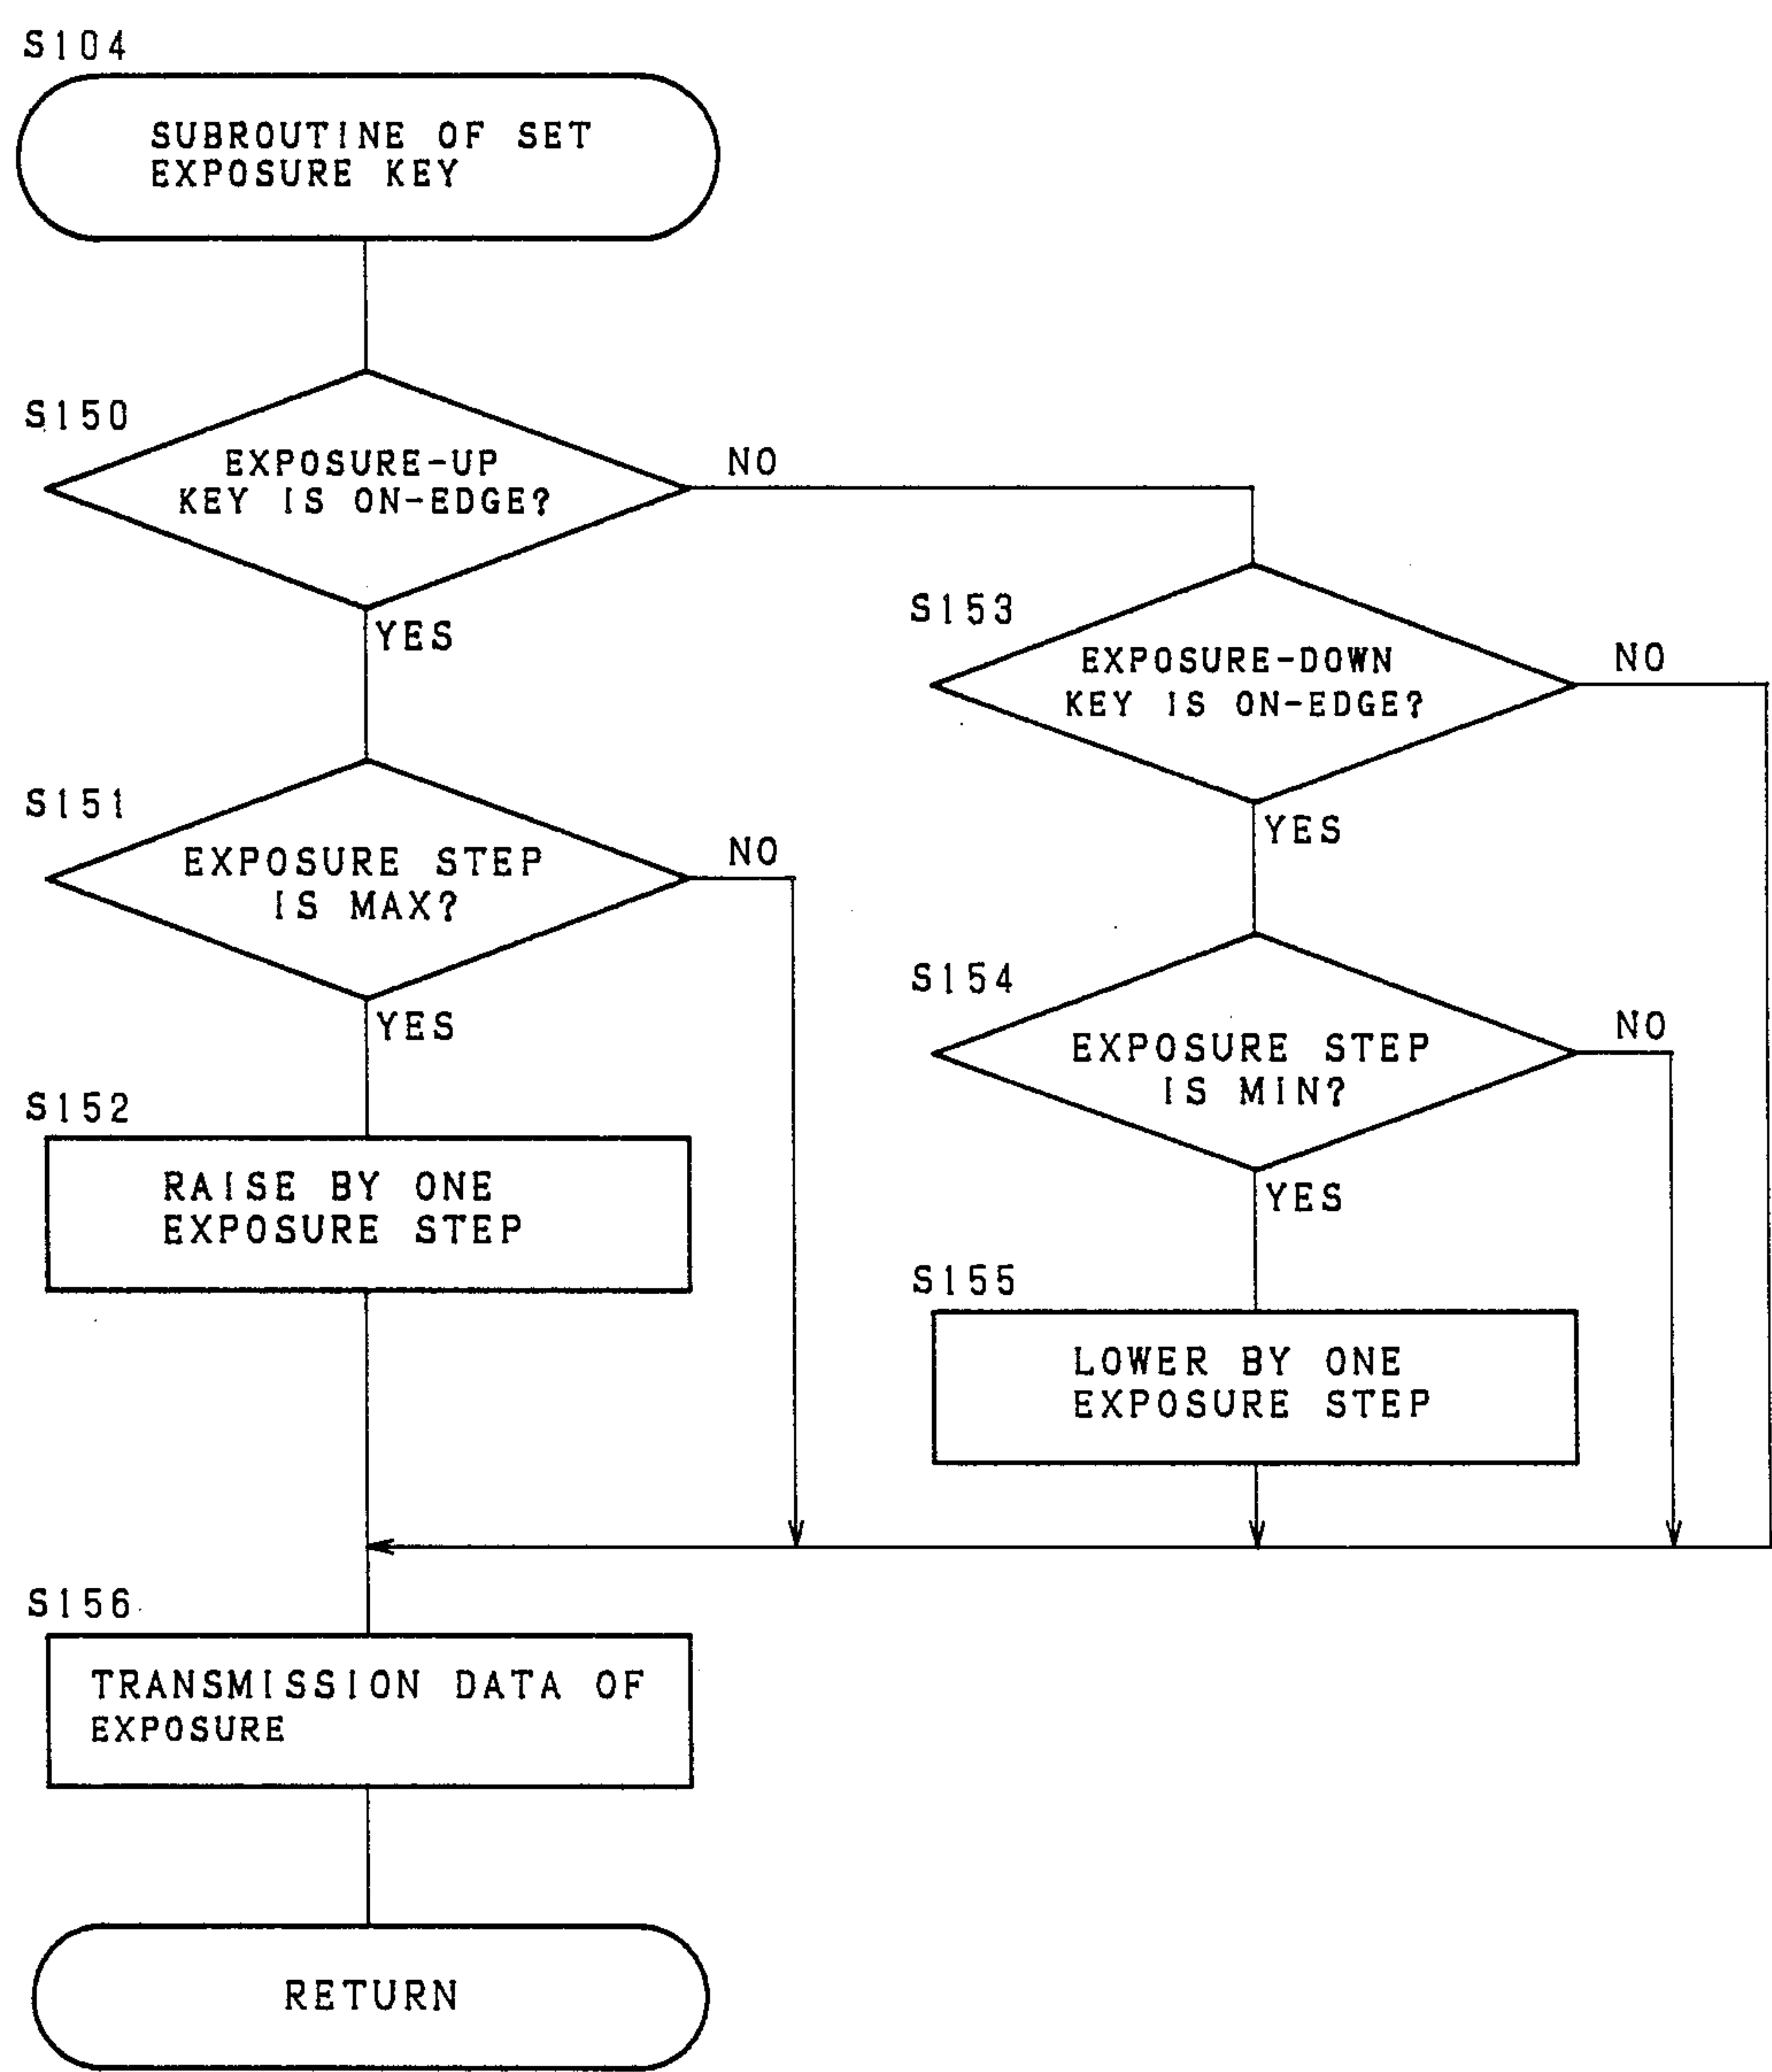 S104
SUBROUTINE OF SET
EXPOSURE KEY
S150
EXPOSURE-UP
KEY IS ON-EDGE?
NO
YES
S153
EXPOSURE-DOWN
KEY IS ON-EDGE?
NO
YES
S151
EXPOSURE STEP
IS MAX?
NO
YES
S154
EXPOSURE STEP
IS MIN?
NO
YES
S152
RAISE BY ONE
EXPOSURE STEP
S155
LOWER BY ONE
EXPOSURE STEP
S156
TRANSMISSION DATA OF
EXPOSURE
RETURN